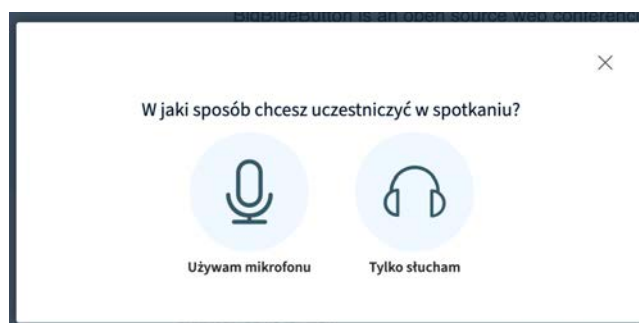 BigBlueButton is an open source web conferenc
W jaki sposób chcesz uczestniczyć w spotkaniu?
Używam mikrofonu
Tylko słucham